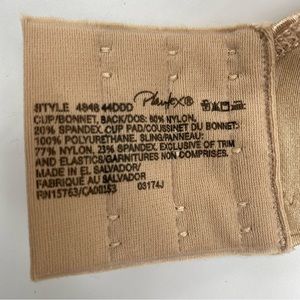 STYLE 4848 44DDD Playtex®
CUP/BONNET, BACK/DOS: 80% NYLON,
20% SPANDEX. CUP PAD/COUSSINET DU BONNET:
100% POLYURETHANE. SLING/PANNEAU:
77% NYLON, 23% SPANDEX, EXCLUSIVE OF TRIM
AND ELASTICS/GARNITURES NON COMPRISES.
MADE IN EL SALVADOR/
FABRIQUÉ AU SALVADOR
RN15763/CA00153 03174J